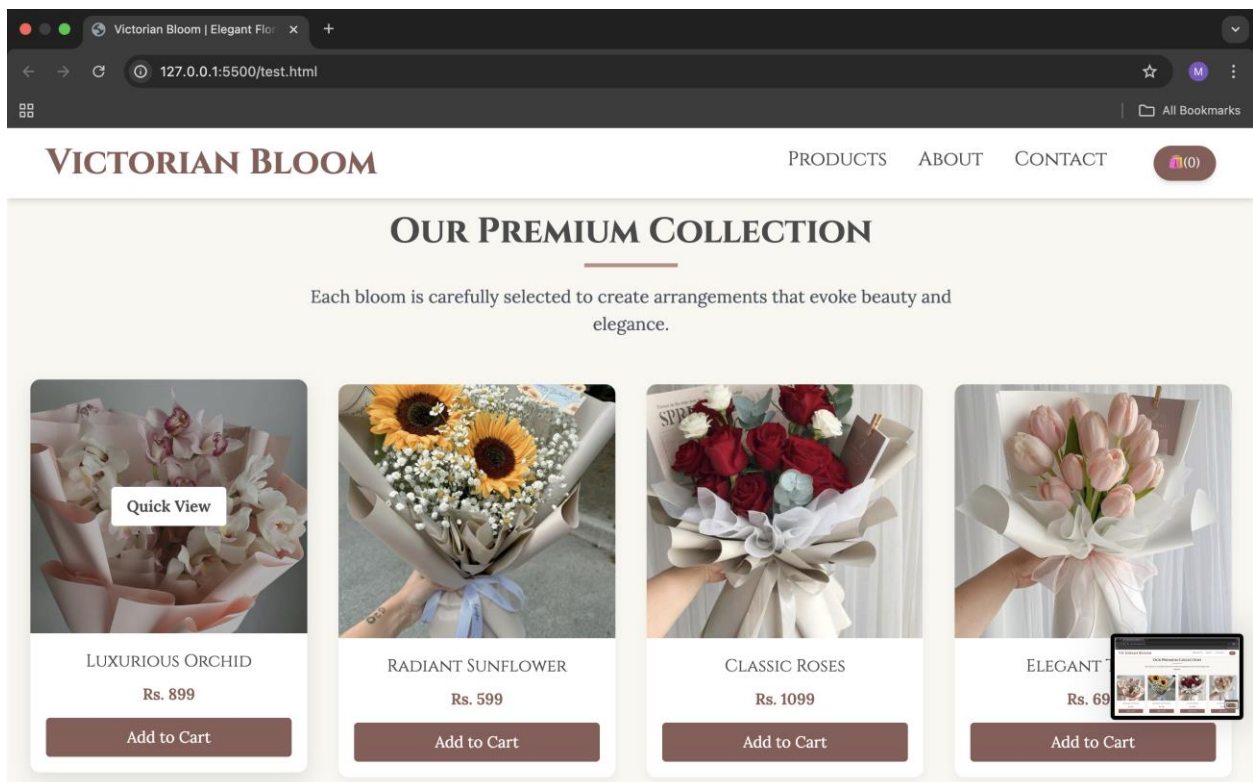 Victorian Bloom | Elegant Flor
127.0.0.1:5500/test.html
M
All Bookmarks
VICTORIAN BLOOM
PRODUCTS ABOUT CONTACT (0)
OUR PREMIUM COLLECTION
Each bloom is carefully selected to create arrangements that evoke beauty and
elegance.
SPR
Quick View
LUXURIOUS ORCHID RADIANT SUNFLOWER CLASSIC ROSES ELEGANT T
Rs. 899 Rs. 599 Rs. 1099 Rs. 69
Add to Cart Add to Cart Add to Cart Add to Cart